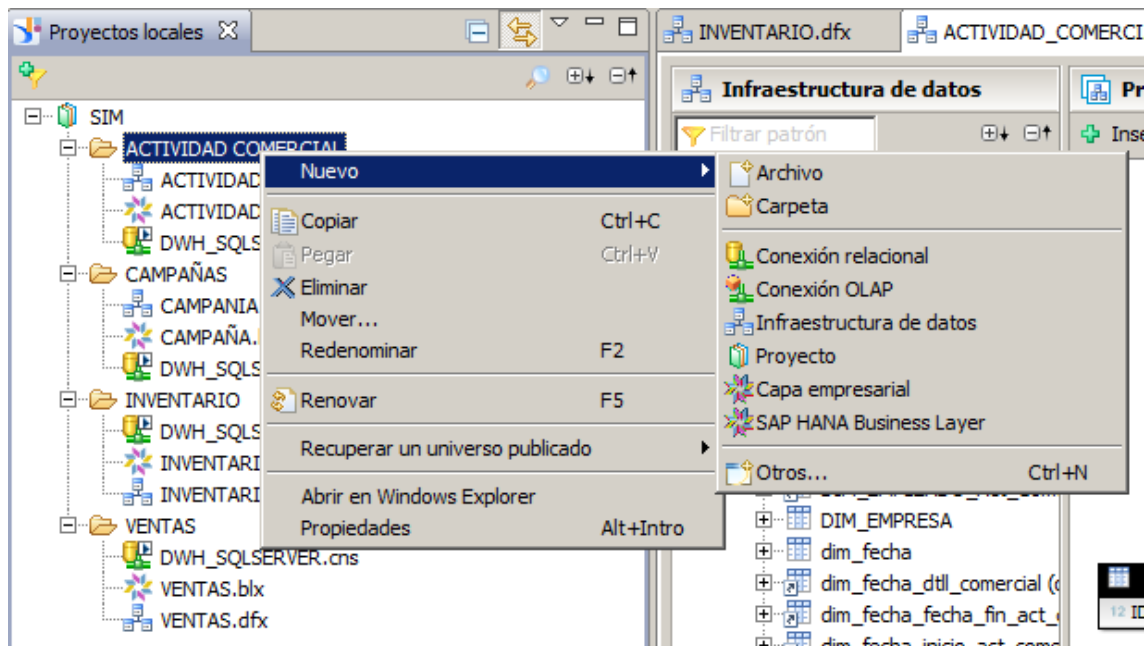 Proyectos locales
INVENTARIO.dfx
ACTIVIDAD_COMERCI
Infraestructura de datos
Pr
Filtrar patrón
Inse
SIM
ACTIVIDAD COMERCIAL
ACTIVIDAD
ACTIVIDAD
DWH_SQLS
CAMPAÑAS
CAMPANIA
CAMPAÑA.
DWH_SQLS
INVENTARIO
DWH_SQLS
INVENTARI
INVENTARI
VENTAS
DWH_SQLSERVER.cns
VENTAS.blx
VENTAS.dfx
Nuevo
Copiar Ctrl+C
Pegar Ctrl+V
Eliminar
Mover...
Redenominar F2
Renovar F5
Recuperar un universo publicado
Abrir en Windows Explorer
Propiedades Alt+Intro
Archivo
Carpeta
Conexión relacional
Conexión OLAP
Infraestructura de datos
Proyecto
Capa empresarial
SAP HANA Business Layer
Otros... Ctrl+N
DIM_EMPRESA
dim_fecha
dim_fecha_dtll_comercial (
dim_fecha_fecha_fin_act_
12 ID